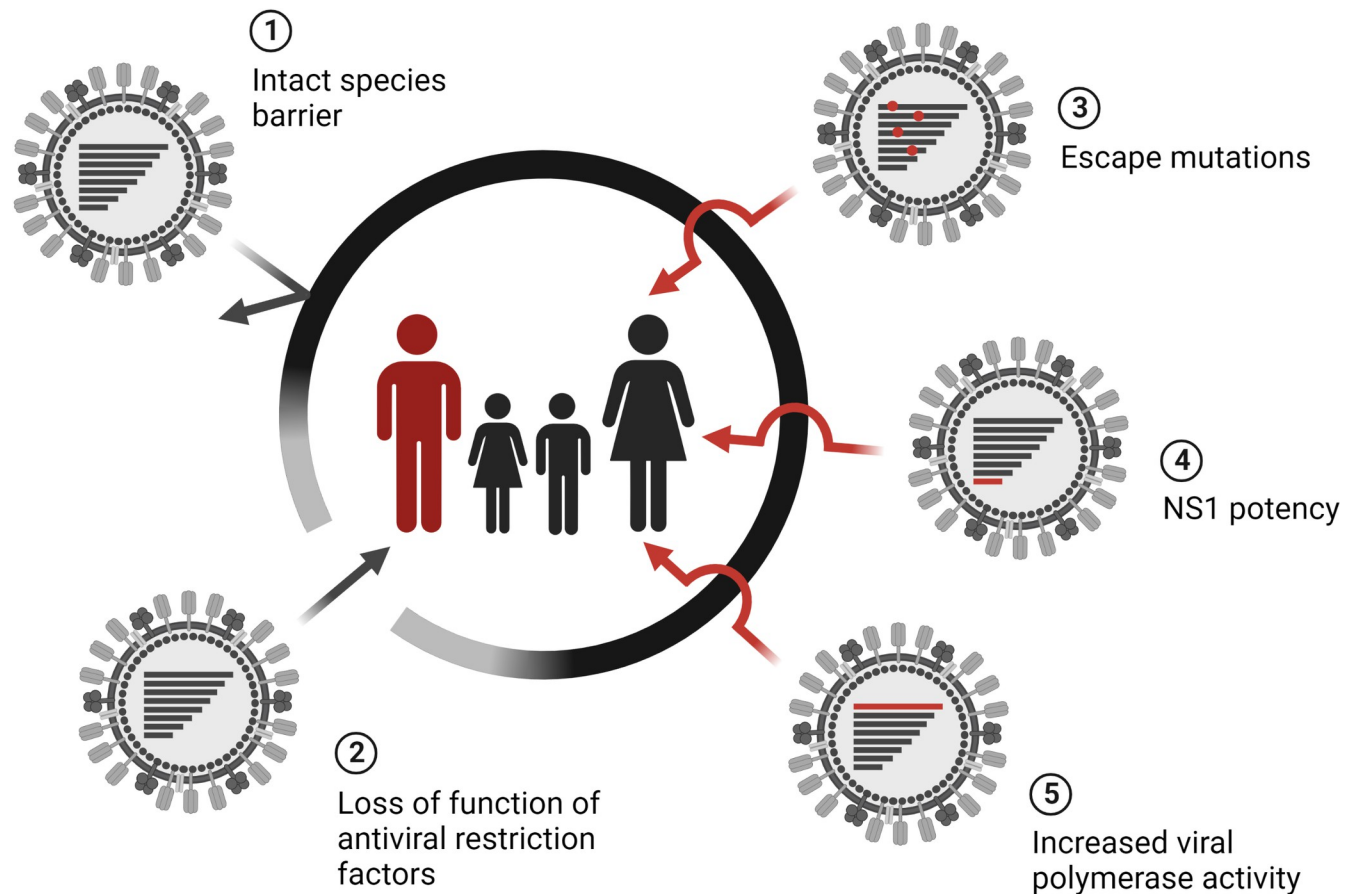 1
Intact species
barrier
2
Loss of function of
antiviral restriction
factors
3
Escape mutations
4
NS1 potency
5
Increased viral
polymerase activity